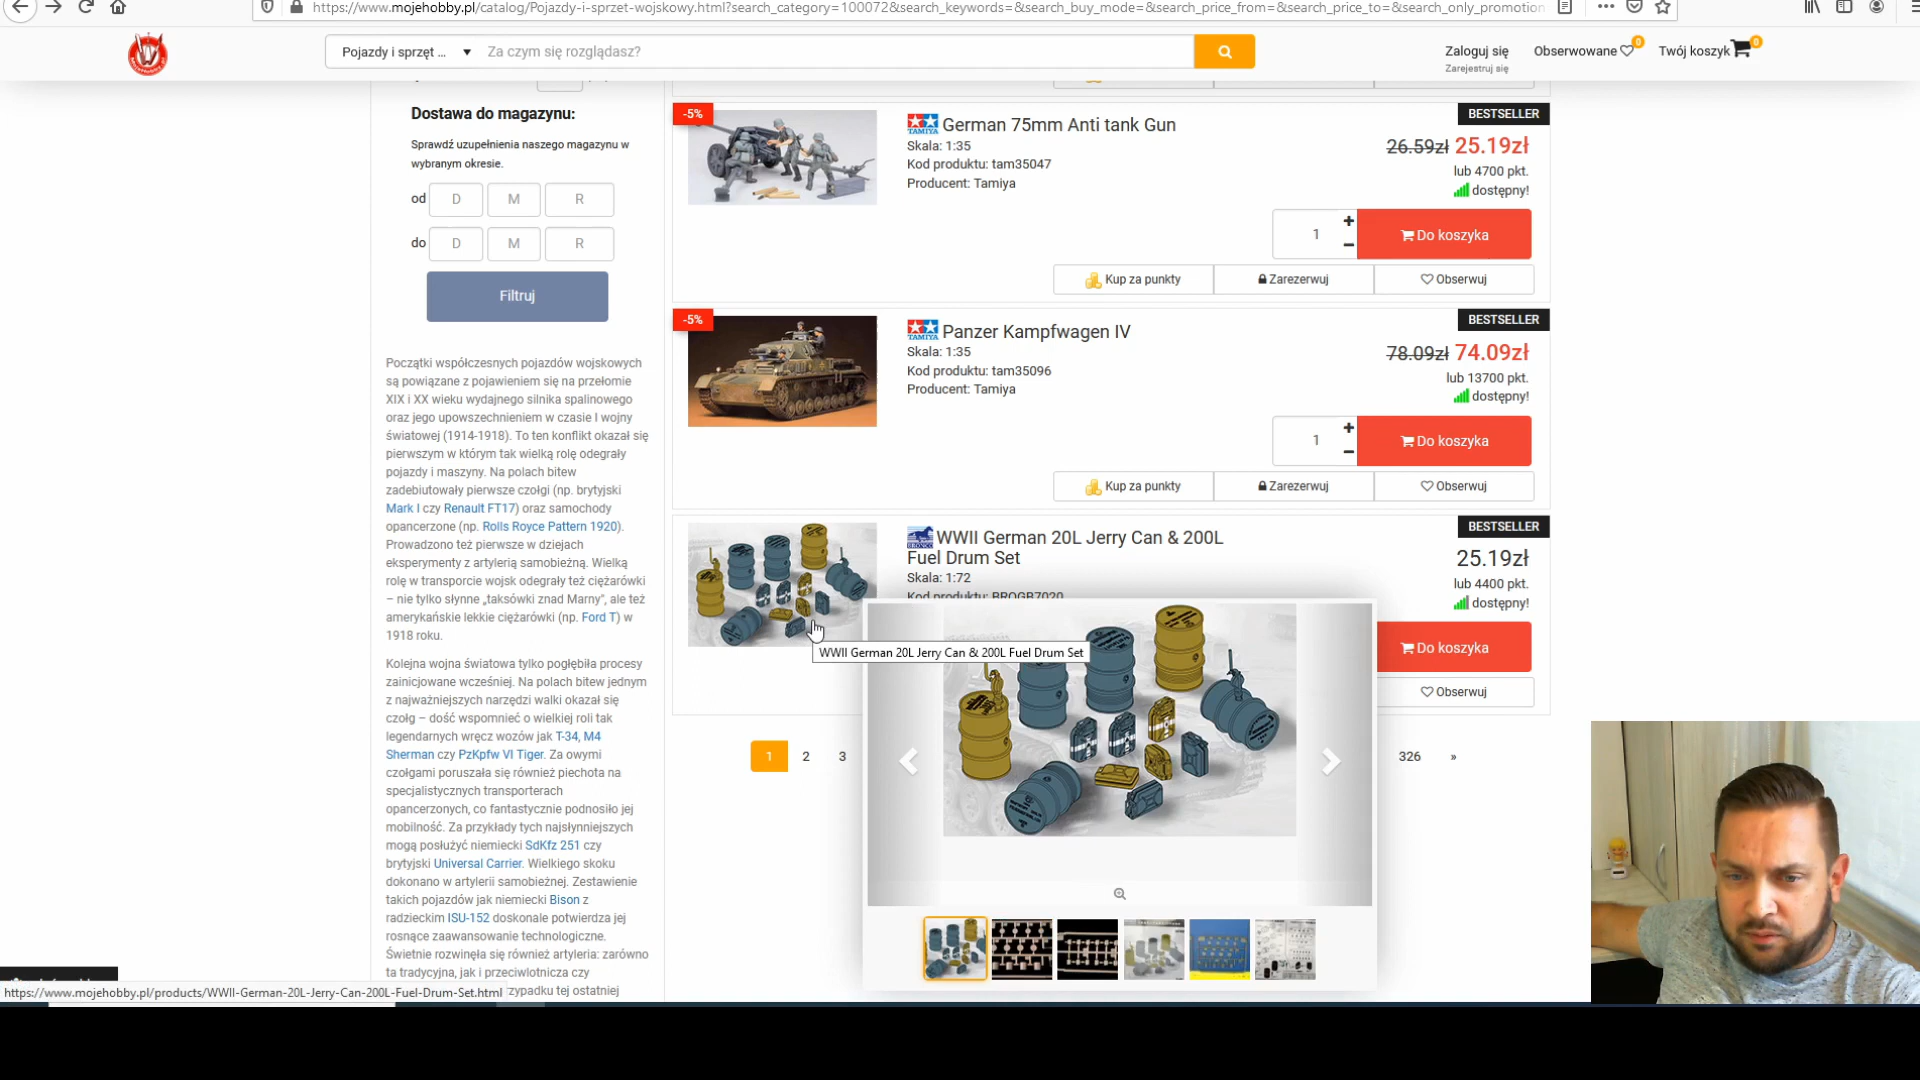 https://www.mojehobby.pl/catalog/Pojazdy-i-sprzet-wojskowy.html?search_category=100072&search_keywords=&search_buy_mode=&search_price_from=&search_price_to=&search_only_promotion
Pojazdy i sprzęt ...
Za czym się rozglądasz?
Zaloguj się
Zarejestruj się
Obserwowane 0
Twój koszyk 0
Dostawa do magazynu:
Sprawdź uzupełnienia naszego magazynu w
wybranym okresie.
od D M R
do D M R
Filtruj
Początki współczesnych pojazdów wojskowych
są powiązane z pojawieniem się na przełomie
XIX i XX wieku wydajnego silnika spalinowego
oraz jego upowszechnieniem w czasie I wojny
światowej (1914-1918). To ten konflikt okazał się
pierwszym w którym tak wielką rolę odegrały
pojazdy i maszyny. Na polach bitew
zadebiutowały pierwsze czołgi (np. brytyjski
Mark I czy Renault FT17) oraz samochody
opancerzone (np. Rolls Royce Pattern 1920).
Prowadzono też pierwsze w dziejach
eksperymenty z artylerią samobieżną. Wielką
rolę w transporcie wojsk odegrały też ciężarówki
– nie tylko słynne „taksówki znad Marny", ale też
amerykańskie lekkie ciężarówki (np. Ford T) w
1918 roku.
Kolejna wojna światowa tylko pogłębiła procesy
zainicjowane wcześniej. Na polach bitew jednym
z najważniejszych narzędzi walki okazał się
czołg – dość wspomnieć o wielkiej roli tak
legendarnych wręcz wozów jak T-34, M4
Sherman czy PzKpfw VI Tiger. Za owymi
czołgami poruszała się również piechota na
specjalistycznych transporterach
opancerzonych, co fantastycznie podnosiło jej
mobilność. Za przykłady tych najsłynniejszych
mogą posłużyć niemiecki SdKfz 251 czy
brytyjski Universal Carrier. Wielkiego skoku
dokonano w artylerii samobieżnej. Zestawienie
takich pojazdów jak niemiecki Bison z
radzieckim ISU-152 doskonale potwierdza jej
rosnące zaawansowanie technologiczne.
Świetnie rozwinęła się również artyleria: zarówno
ta tradycyjna, jak i przeciwlotnicza czy
zypadku tej ostatniej
https://www.mojehobby.pl/products/WWII-German-20L-Jerry-Can-200L-Fuel-Drum-Set.html
-5%
TAMIYA German 75mm Anti tank Gun
Skala: 1:35
Kod produktu: tam35047
Producent: Tamiya
BESTSELLER
26.59zł 25.19zł
lub 4700 pkt.
dostępny!
1 Do koszyka
Kup za punkty Zarezerwuj Obserwuj
-5%
TAMIYA Panzer Kampfwagen IV
Skala: 1:35
Kod produktu: tam35096
Producent: Tamiya
BESTSELLER
78.09zł 74.09zł
lub 13700 pkt.
dostępny!
1 Do koszyka
Kup za punkty Zarezerwuj Obserwuj
WWII German 20L Jerry Can & 200L
Fuel Drum Set
Skala: 1:72
Kod produktu: BROGB7020
BESTSELLER
25.19zł
lub 4400 pkt.
dostępny!
Do koszyka
Obserwuj
WWII German 20L Jerry Can & 200L Fuel Drum Set
1 2 3 326 »